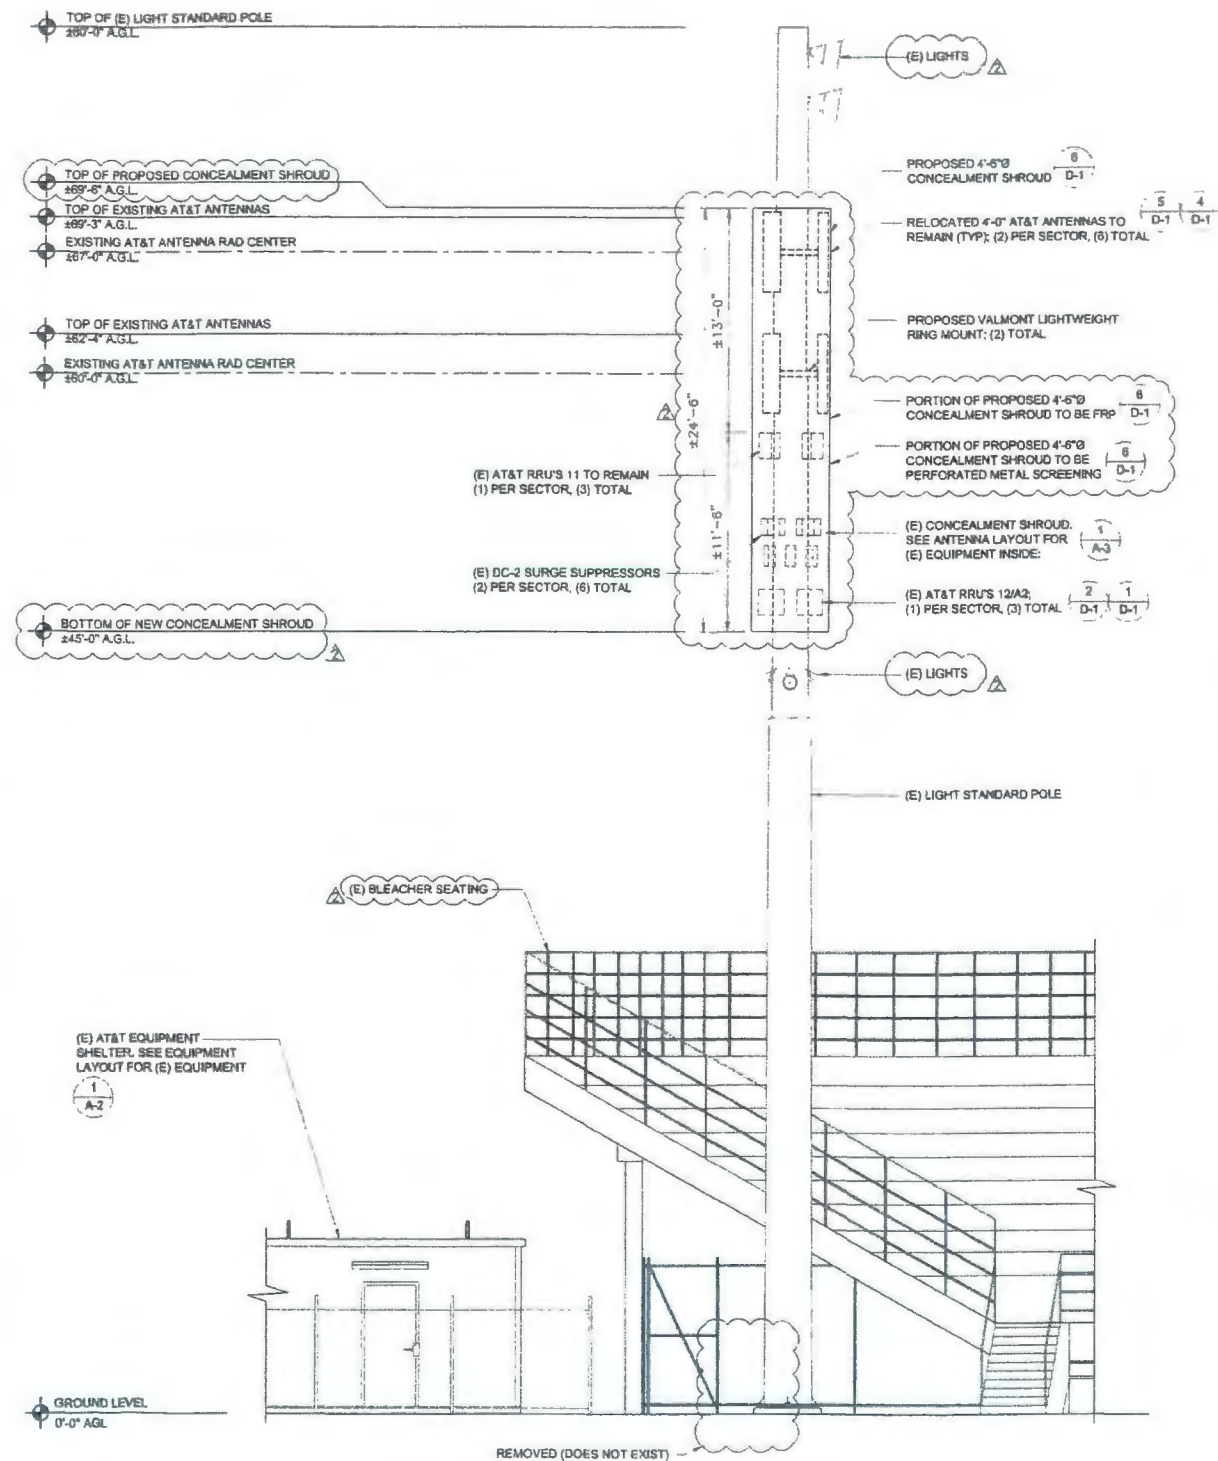 TOP OF (E) LIGHT STANDARD POLE
±80'-0" A.G.L.
(E) LIGHTS
2
TOP OF PROPOSED CONCEALMENT SHROUD
±69'-6" A.G.L.
TOP OF EXISTING AT&T ANTENNAS
±69'-3" A.G.L.
EXISTING AT&T ANTENNA RAD CENTER
±67'-0" A.G.L.
TOP OF EXISTING AT&T ANTENNAS
±62'-4" A.G.L.
EXISTING AT&T ANTENNA RAD CENTER
±60'-0" A.G.L.
PROPOSED 4'-6"Ø
CONCEALMENT SHROUD
6
D-1
RELOCATED 4'-0" AT&T ANTENNAS TO
REMAIN (TYP); (2) PER SECTOR, (6) TOTAL
5
D-1
4
D-1
PROPOSED VALMONT LIGHTWEIGHT
RING MOUNT; (2) TOTAL
±13'-0"
±24'-6"
±11'-6"
2
PORTION OF PROPOSED 4'-6"Ø
CONCEALMENT SHROUD TO BE FRP
6
D-1
PORTION OF PROPOSED 4'-6"Ø
CONCEALMENT SHROUD TO BE
PERFORATED METAL SCREENING
6
D-1
(E) AT&T RRU'S 11 TO REMAIN
(1) PER SECTOR, (3) TOTAL
(E) CONCEALMENT SHROUD.
SEE ANTENNA LAYOUT FOR
(E) EQUIPMENT INSIDE:
1
A-3
(E) DC-2 SURGE SUPPRESSORS
(2) PER SECTOR, (6) TOTAL
(E) AT&T RRU'S 12/A2;
(1) PER SECTOR, (3) TOTAL
2
D-1
1
D-1
BOTTOM OF NEW CONCEALMENT SHROUD
±45'-0" A.G.L.
2
(E) LIGHTS
2
(E) LIGHT STANDARD POLE
2
(E) BLEACHER SEATING
(E) AT&T EQUIPMENT
SHELTER. SEE EQUIPMENT
LAYOUT FOR (E) EQUIPMENT
1
A-2
GROUND LEVEL
0'-0" AGL
REMOVED (DOES NOT EXIST)